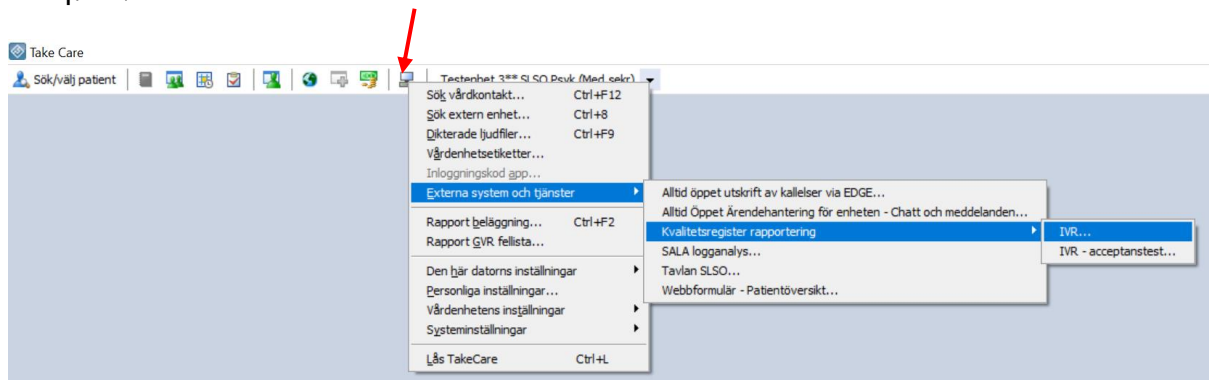 Take Care
Sök/välj patient
Testenhet 3** SLSO Psyk (Med sekr)
Sök vårdkontakt... Ctrl+F12
Sök extern enhet... Ctrl+8
Dikterade ljudfiler... Ctrl+F9
Vårdenhetsetiketter...
Inloggningskod app...
Externa system och tjänster
Rapport beläggning... Ctrl+F2
Rapport GVR fellista...
Den här datorns inställningar
Personliga inställningar...
Vårdenhetens inställningar
Systeminställningar
Lås TakeCare Ctrl+L
Alltid öppet utskrift av kallelser via EDGE...
Alltid Öppet Ärendehantering för enheten - Chatt och meddelanden...
Kvalitetsregister rapportering
SALA logganalys...
Tavlan SLSO...
Webbformulär - Patientöversikt...
IVR...
IVR - acceptanstest...